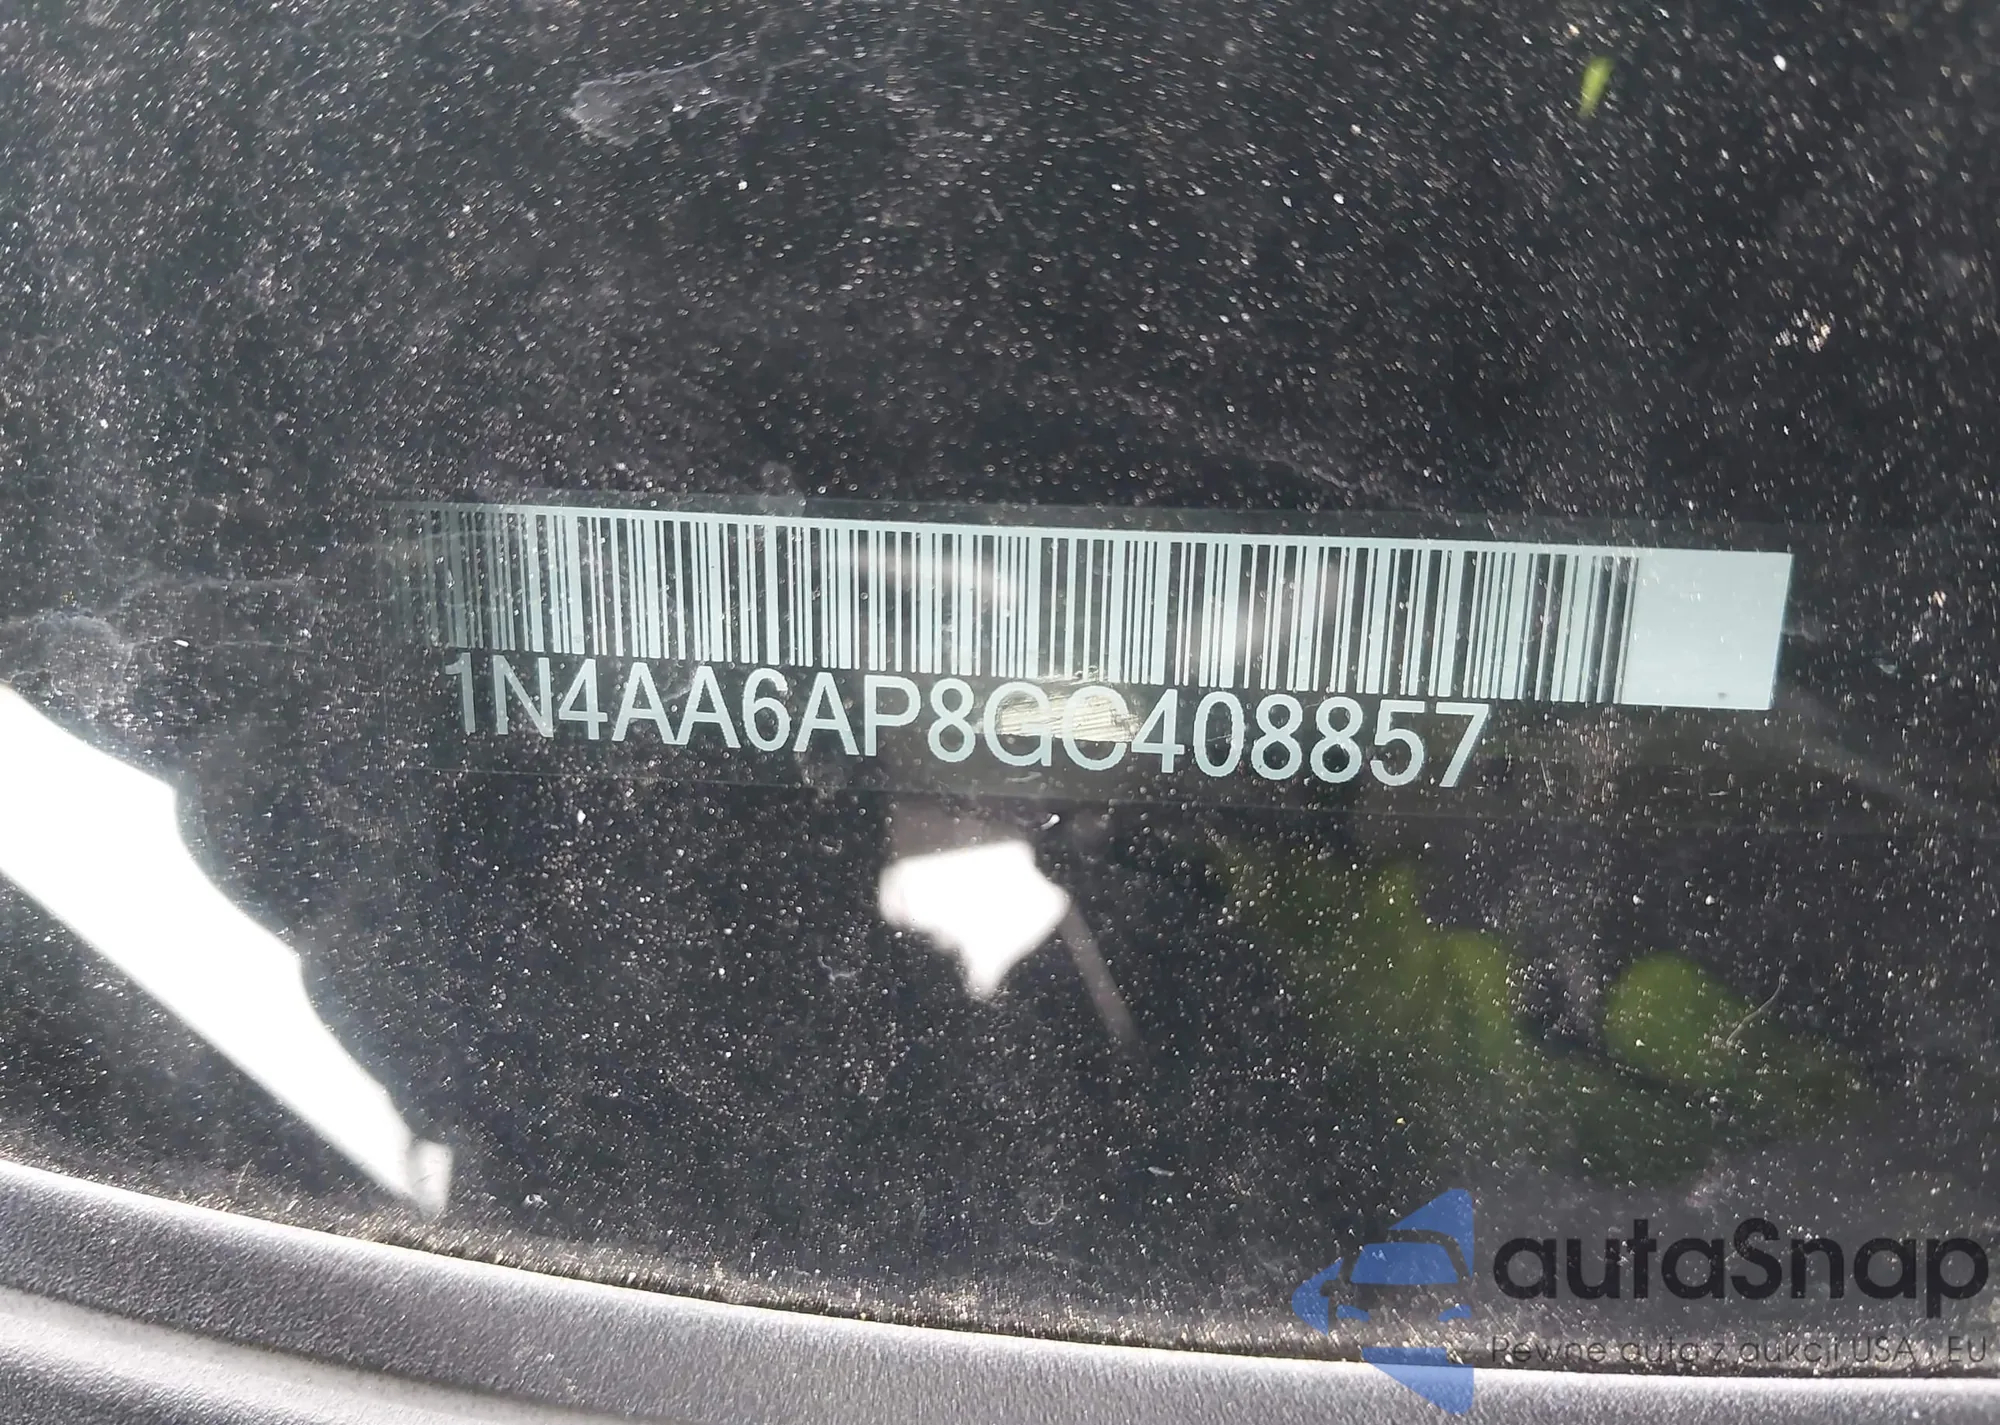 1N4AA6AP8GC408857
autaSnap
Pewne auta z aukcji USA i EU